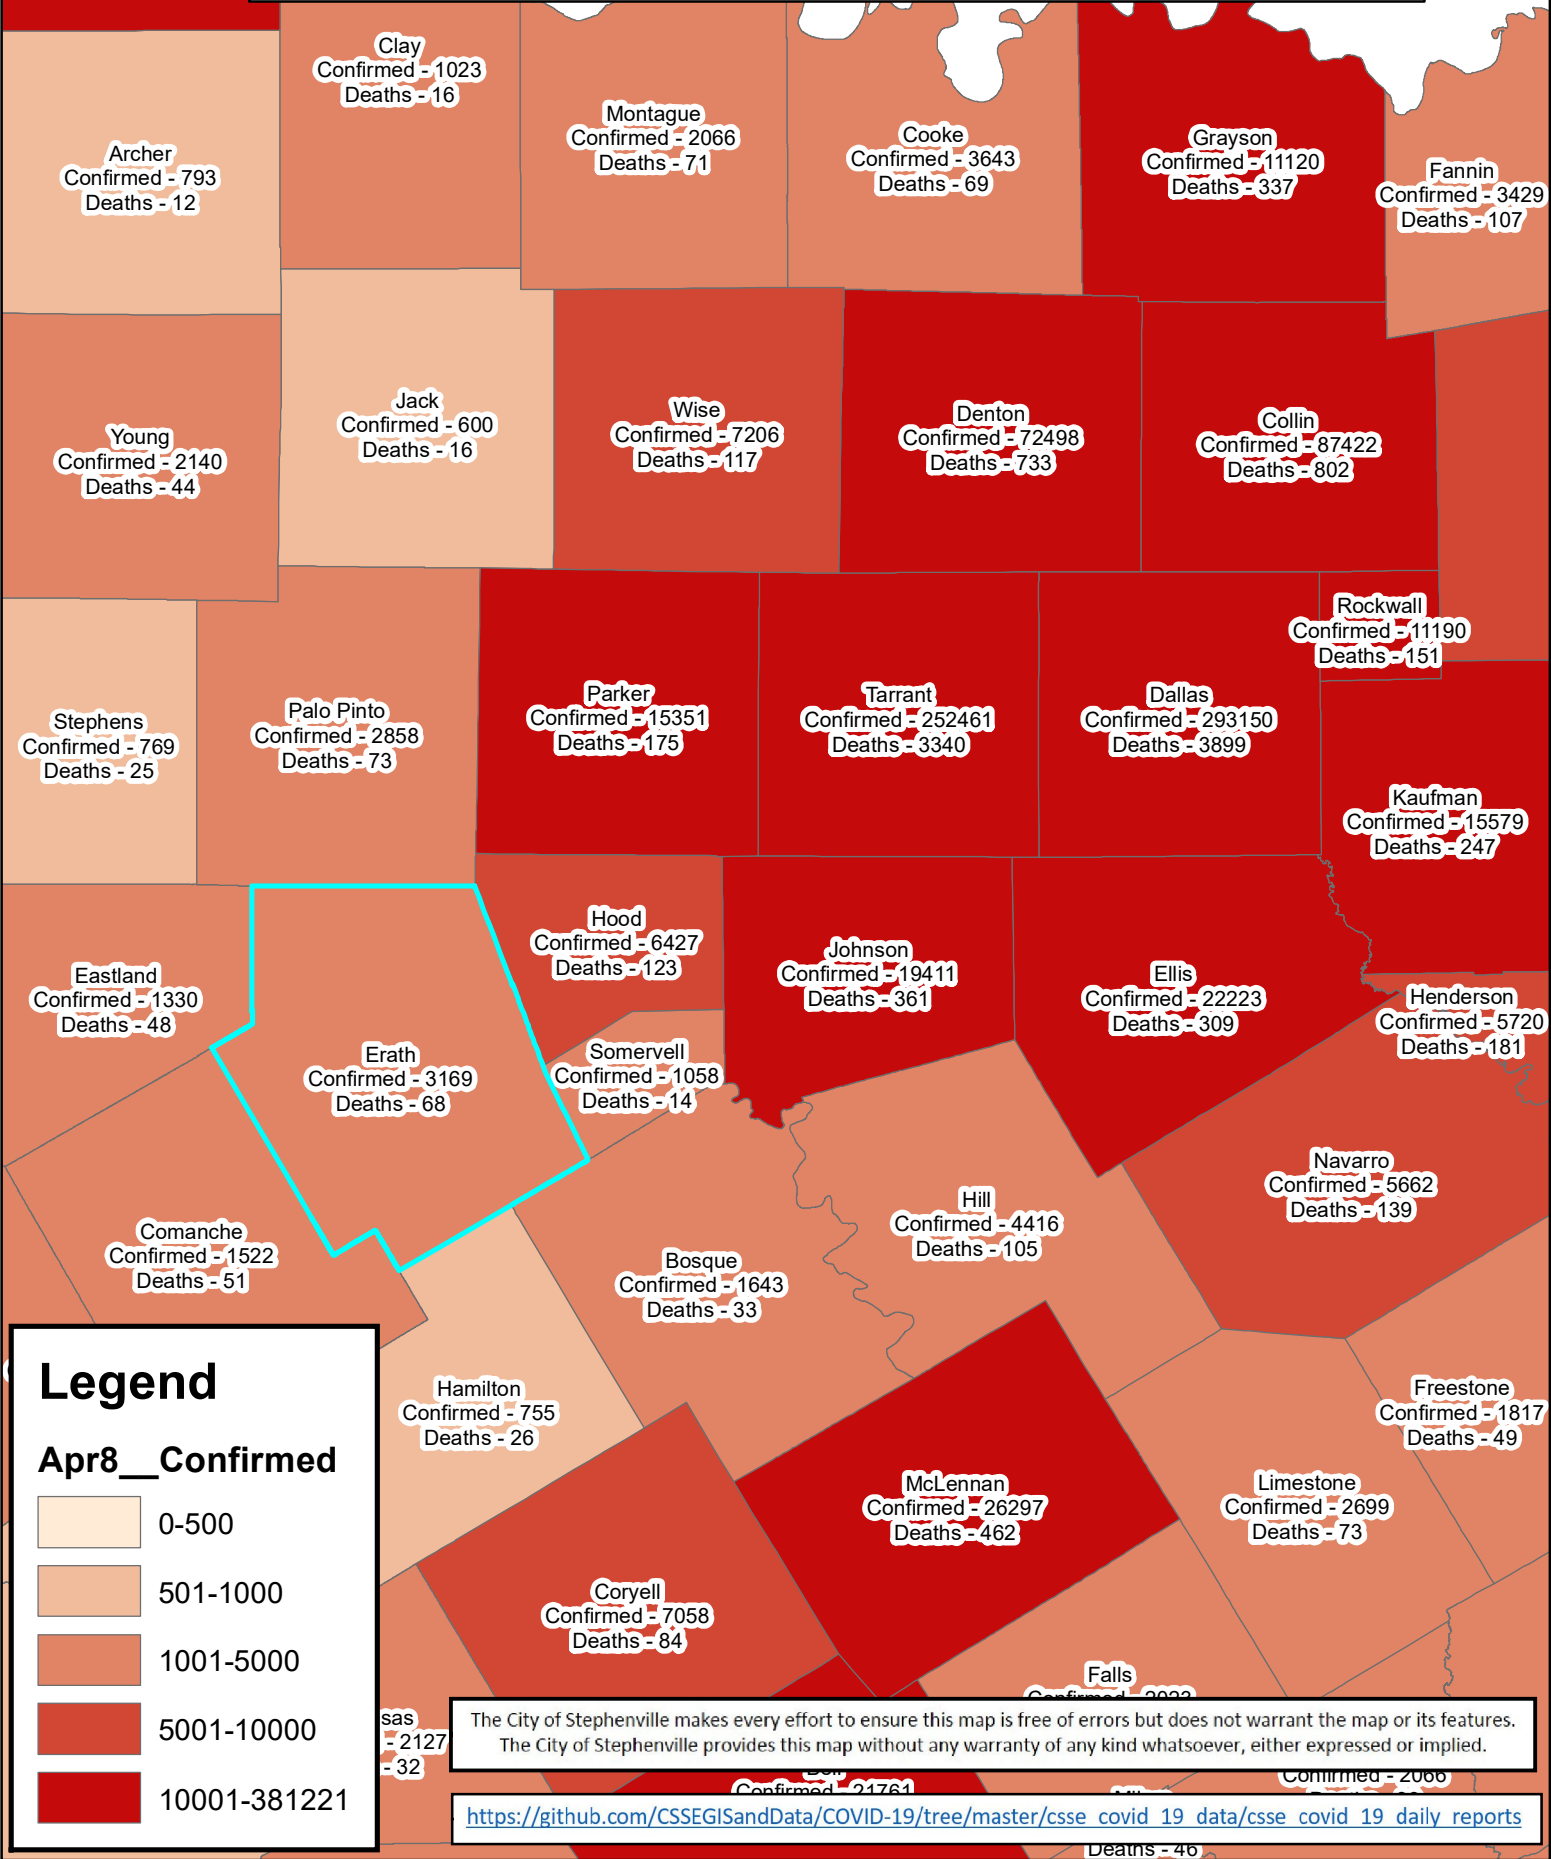 Clay
Confirmed - 1023
Deaths - 16
Montague
Confirmed - 2066
Deaths - 71
Cooke
Confirmed - 3643
Deaths - 69
Grayson
Confirmed - 11120
Deaths - 337
Archer
Confirmed - 793
Deaths - 12
Fannin
Confirmed - 3429
Deaths - 107
Young
Confirmed - 2140
Deaths - 44
Jack
Confirmed - 600
Deaths - 16
Wise
Confirmed - 7206
Deaths - 117
Denton
Confirmed - 72498
Deaths - 733
Collin
Confirmed - 87422
Deaths - 802
Rockwall
Confirmed - 11190
Deaths - 151
Stephens
Confirmed - 769
Deaths - 25
Palo Pinto
Confirmed - 2858
Deaths - 73
Parker
Confirmed - 15351
Deaths - 175
Tarrant
Confirmed - 252461
Deaths - 3340
Dallas
Confirmed - 293150
Deaths - 3899
Kaufman
Confirmed - 15579
Deaths - 247
Eastland
Confirmed - 1330
Deaths - 48
Hood
Confirmed - 6427
Deaths - 123
Johnson
Confirmed - 19411
Deaths - 361
Ellis
Confirmed - 22223
Deaths - 309
Henderson
Confirmed - 5720
Deaths - 181
Erath
Confirmed - 3169
Deaths - 68
Somervell
Confirmed - 1058
Deaths - 14
Navarro
Confirmed - 5662
Deaths - 139
Comanche
Confirmed - 1522
Deaths - 51
Bosque
Confirmed - 1643
Deaths - 33
Hill
Confirmed - 4416
Deaths - 105
Hamilton
Confirmed - 755
Deaths - 26
Freestone
Confirmed - 1817
Deaths - 49
McLennan
Confirmed - 26297
Deaths - 462
Limestone
Confirmed - 2699
Deaths - 73
Coryell
Confirmed - 7058
Deaths - 84
Falls
sas
- 2127
- 32
Confirmed - 21761
Confirmed - 2066
Deaths - 46
Legend
Apr8__Confirmed
0-500
501-1000
1001-5000
5001-10000
10001-381221
The City of Stephenville makes every effort to ensure this map is free of errors but does not warrant the map or its features.
The City of Stephenville provides this map without any warranty of any kind whatsoever, either expressed or implied.
https://github.com/CSSEGISandData/COVID-19/tree/master/csse_covid_19_data/csse_covid_19_daily_reports